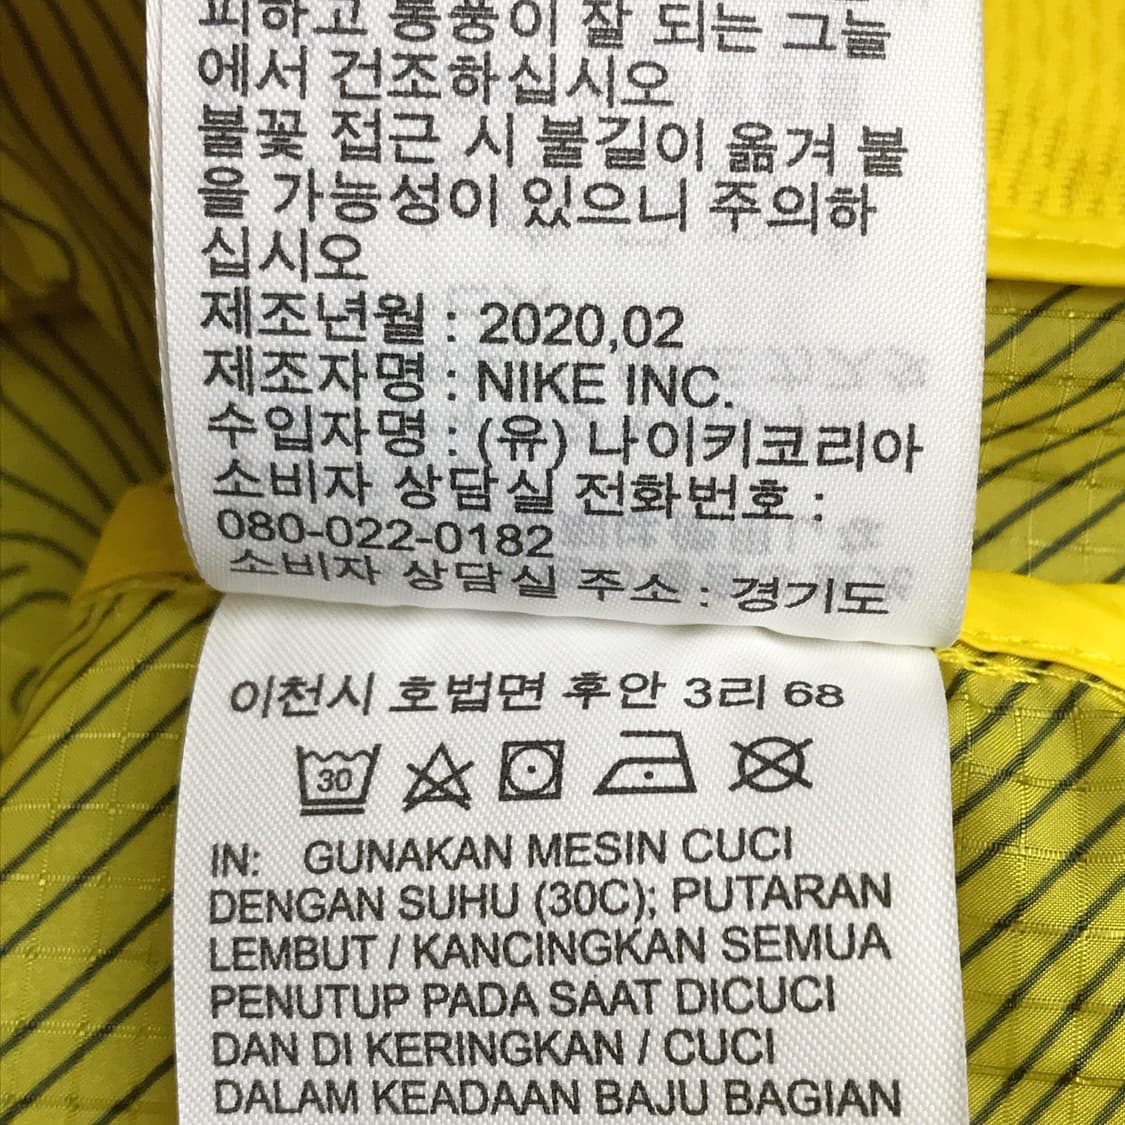 피하고 통풍이 잘 되는 그늘
에서 건조하십시오
불꽃 접근 시 불길이 옮겨 붙
을 가능성이 있으니 주의하
십시오
제조년월 : 2020,02
제조자명 : NIKE INC.
수입자명 : (유) 나이키코리아
소비자 상담실 전화번호 :
080-022-0182
소비자 상담실 주소 : 경기도
이천시 호법면 후안 3리 68
30
IN: GUNAKAN MESIN CUCI
DENGAN SUHU (30C); PUTARAN
LEMBUT / KANCINGKAN SEMUA
PENUTUP PADA SAAT DICUCI
DAN DI KERINGKAN / CUCI
DALAM KEADAAN BAJU BAGIAN